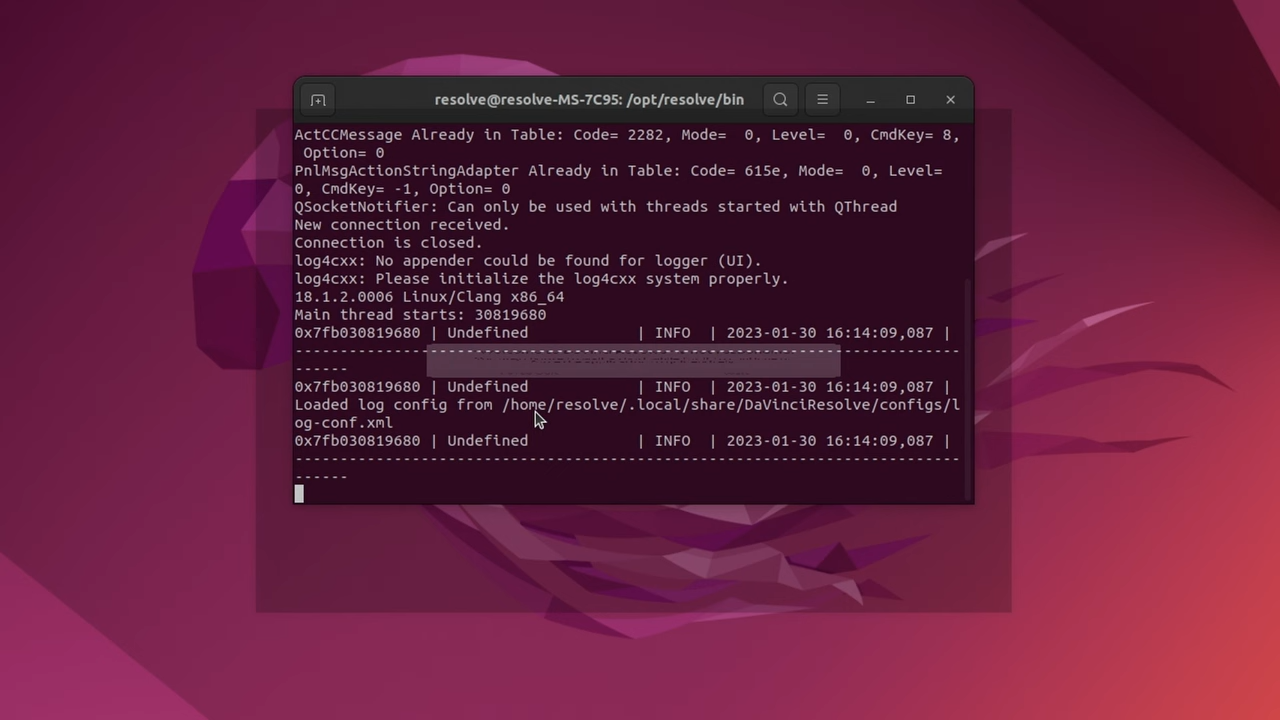 resolve@resolve-MS-7C95: /opt/resolve/bin
ActCCMessage Already in Table: Code= 2282, Mode=  0, Level=  0, CmdKey= 8,
 Option= 0
PnlMsgActionStringAdapter Already in Table: Code= 615e, Mode=  0, Level=
0, CmdKey= -1, Option= 0
QSocketNotifier: Can only be used with threads started with QThread
New connection received.
Connection is closed.
log4cxx: No appender could be found for logger (UI).
log4cxx: Please initialize the log4cxx system properly.
18.1.2.0006 Linux/Clang x86_64
Main thread starts: 30819680
0x7fb030819680 | Undefined            | INFO  | 2023-01-30 16:14:09,087 |
--------------------------------------------------------------------------
------
0x7fb030819680 | Undefined            | INFO  | 2023-01-30 16:14:09,087 |
Loaded log config from /home/resolve/.local/share/DaVinciResolve/configs/l
og-conf.xml
0x7fb030819680 | Undefined            | INFO  | 2023-01-30 16:14:09,087 |
--------------------------------------------------------------------------
------